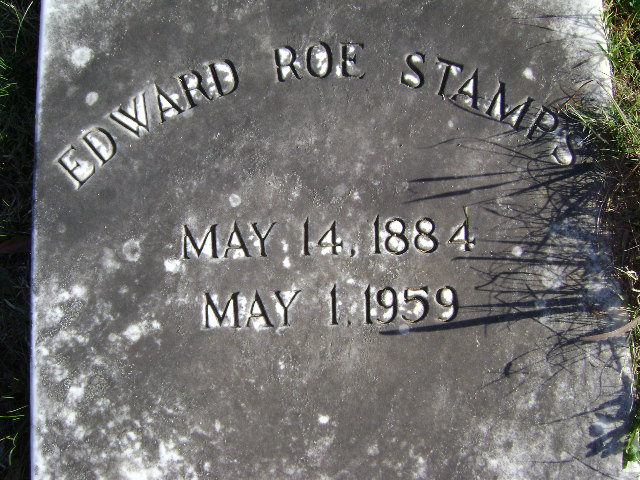 EDWARD ROE STAMPS
MAY 14, 1884
MAY 1, 1959